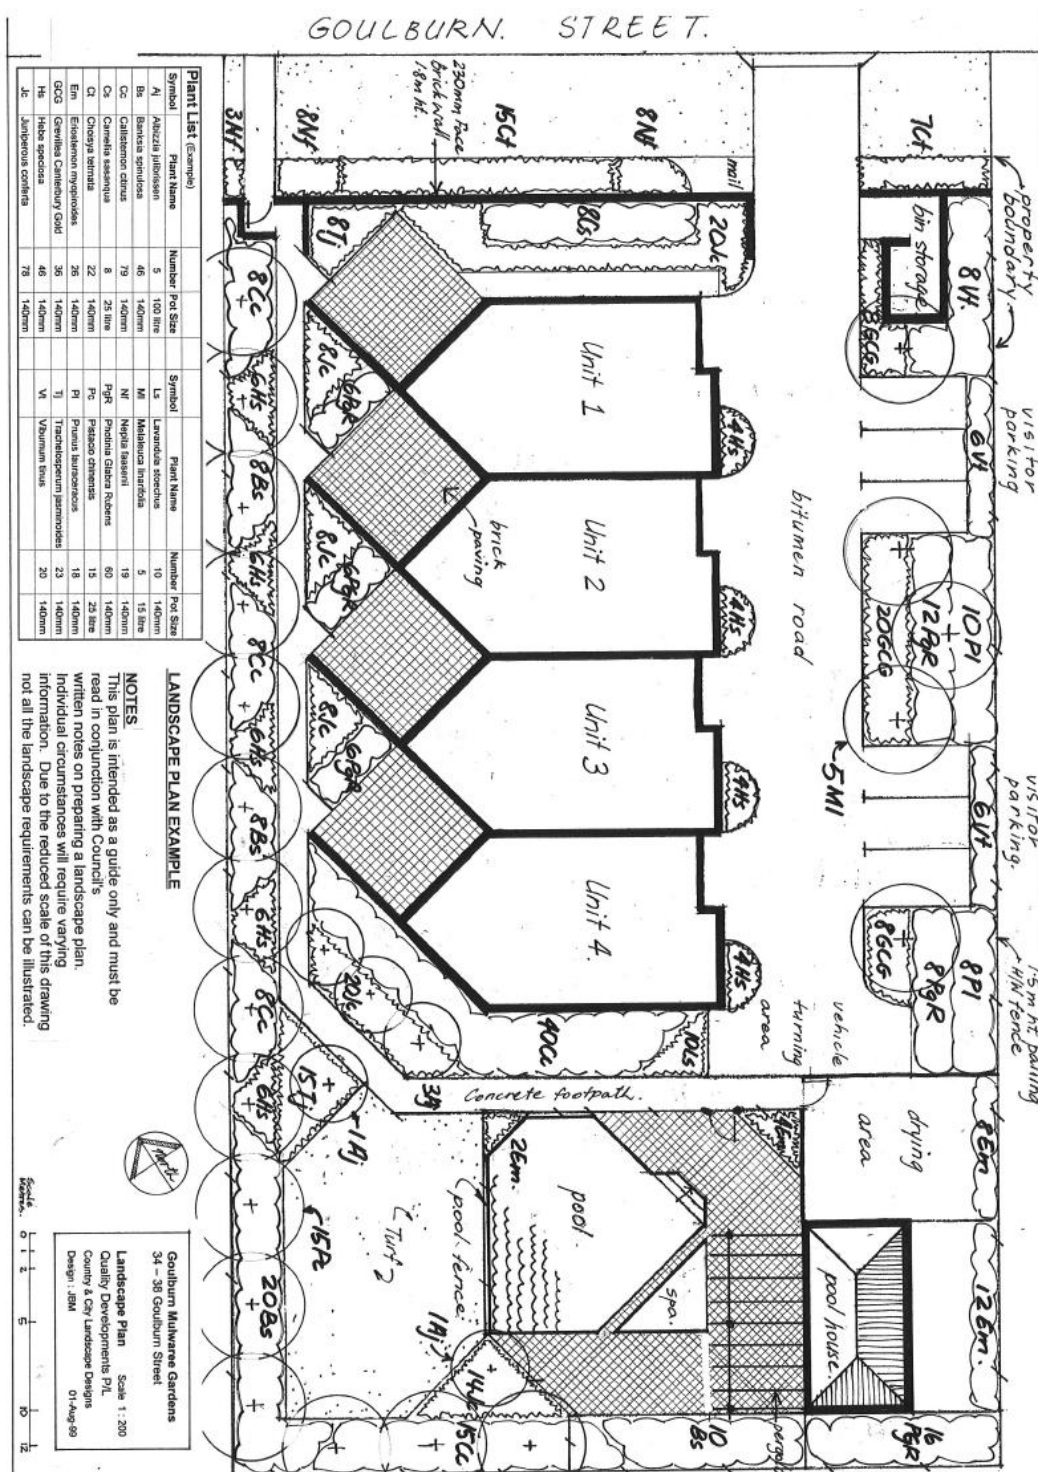 GOULBURN. STREET.
230mm Face
Brick wall
1.8m ht.
3Nf
8Nf
15Ct
8Nf
mail
7Ct
property
boundary
8Tj
8Cs
20Jc
bin storage
8Vt
8GCG
8Cc
6Hs
8Jc
6PgR
Unit 1
4Hs
6Vt
visitor
parking
8Bs
brick
paving
bitumen road
6Hs
8Jc
6PgR
Unit 2
4Hs
20GCG
12PgR
10Pl
8Cc
6Hs
8Jc
6PgR
Unit 3
4Hs
5Ml
6Vt
visitor
parking.
8Bs
6Hs
Unit 4.
4Hs
8GCG
8PgR
8Pl
1.5m ht. paling
H/N fence
20Jc
40Cc
10Ls
vehicle
turning
area
8Cc
6Hs
15Tj
3Aj
Concrete footpath.
1Aj
2Em.
drying
area
8Em
pool.
pool fence
Turf
15Pc
spa.
pool house.
12Em.
20Bs
1Aj
15Cc
10
Bs
pergola
16
PgR
Plant List (Example)
Symbol Plant Name Number Pot Size Symbol Plant Name Number Pot Size
Aj Albizzia julibrissen 5 100 litre Ls Lavandula stoechus 10 140mm
Bs Banksia spinulosa 46 140mm Ml Melaleuca linarifolia 5 15 litre
Cc Callistemon citrinus 79 140mm Nf Nepita faasenii 19 140mm
Cs Camellia sasanqua 8 25 litre PgR Photinia Glabra Rubens 60 140mm
Ct Choisya tetrnata 22 140mm Pc Pistacio chinensis 15 25 litre
Em Eriostemon myoporoides 26 140mm Pl Prunus lauraceracus 18 140mm
GCG Grevillea Canterbury Gold 36 140mm Tj Trachelosperum jasminoides 23 140mm
Hs Hebe speciosa 46 140mm Vt Viburnum tinus 20 140mm
Jc Juniperous conferta 78 140mm
LANDSCAPE PLAN EXAMPLE
NOTES
This plan is intended as a guide only and must be
read in conjunction with Council's
written notes on preparing a landscape plan.
Individual circumstances will require varying
information. Due to the reduced scale of this drawing
not all the landscape requirements can be illustrated.
north
Scale
Metres.
0 1 2 5 10 12
Goulburn Mulwaree Gardens
34 – 38 Goulburn Street
Landscape Plan Scale 1 : 200
Quality Developments P/L
Country & City Landscape Designs
Design : JBM 01-Aug-99